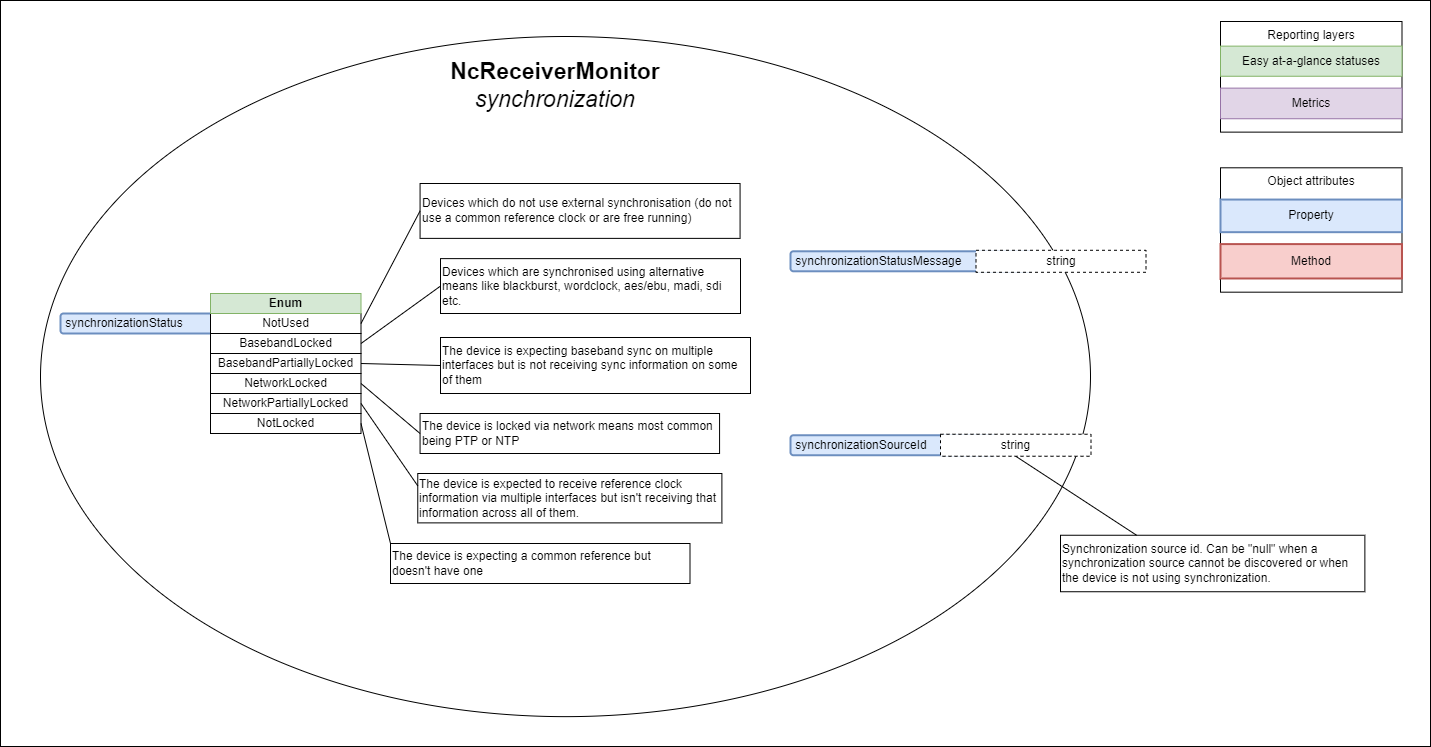 NcReceiverMonitor
synchronization
Reporting layers
Easy at-a-glance statuses
Metrics
Object attributes
Property
Method
synchronizationStatus
Enum
NotUsed
BasebandLocked
BasebandPartiallyLocked
NetworkLocked
NetworkPartiallyLocked
NotLocked
Devices which do not use external synchronisation (do not
use a common reference clock or are free running)
Devices which are synchronised using alternative
means like blackburst, wordclock, aes/ebu, madi, sdi
etc.
The device is expecting baseband sync on multiple
interfaces but is not receiving sync information on some
of them
The device is locked via network means most common
being PTP or NTP
The device is expected to receive reference clock
information via multiple interfaces but isn't receiving that
information across all of them.
The device is expecting a common reference but
doesn't have one
synchronizationStatusMessage
string
synchronizationSourceId
string
Synchronization source id. Can be "null" when a
synchronization source cannot be discovered or when
the device is not using synchronization.